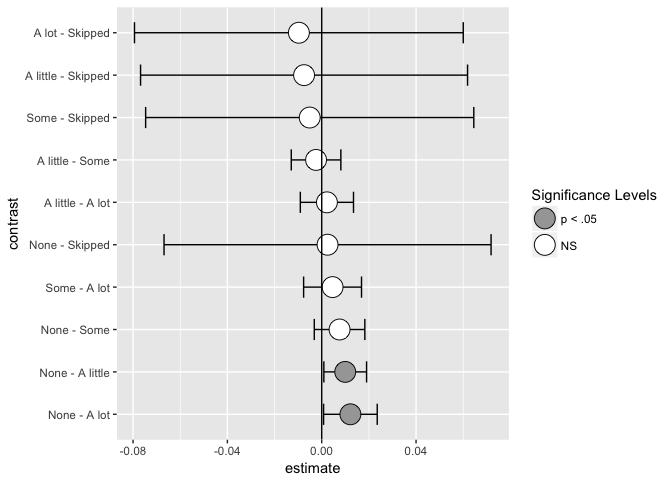 A lot - Skipped
A little - Skipped
Some - Skipped
A little - Some
A little - A lot
None - Skipped
Some - A lot
None - Some
None - A little
None - A lot
contrast
-0.08 -0.04 0.00 0.04
estimate
Significance Levels
p < .05
NS